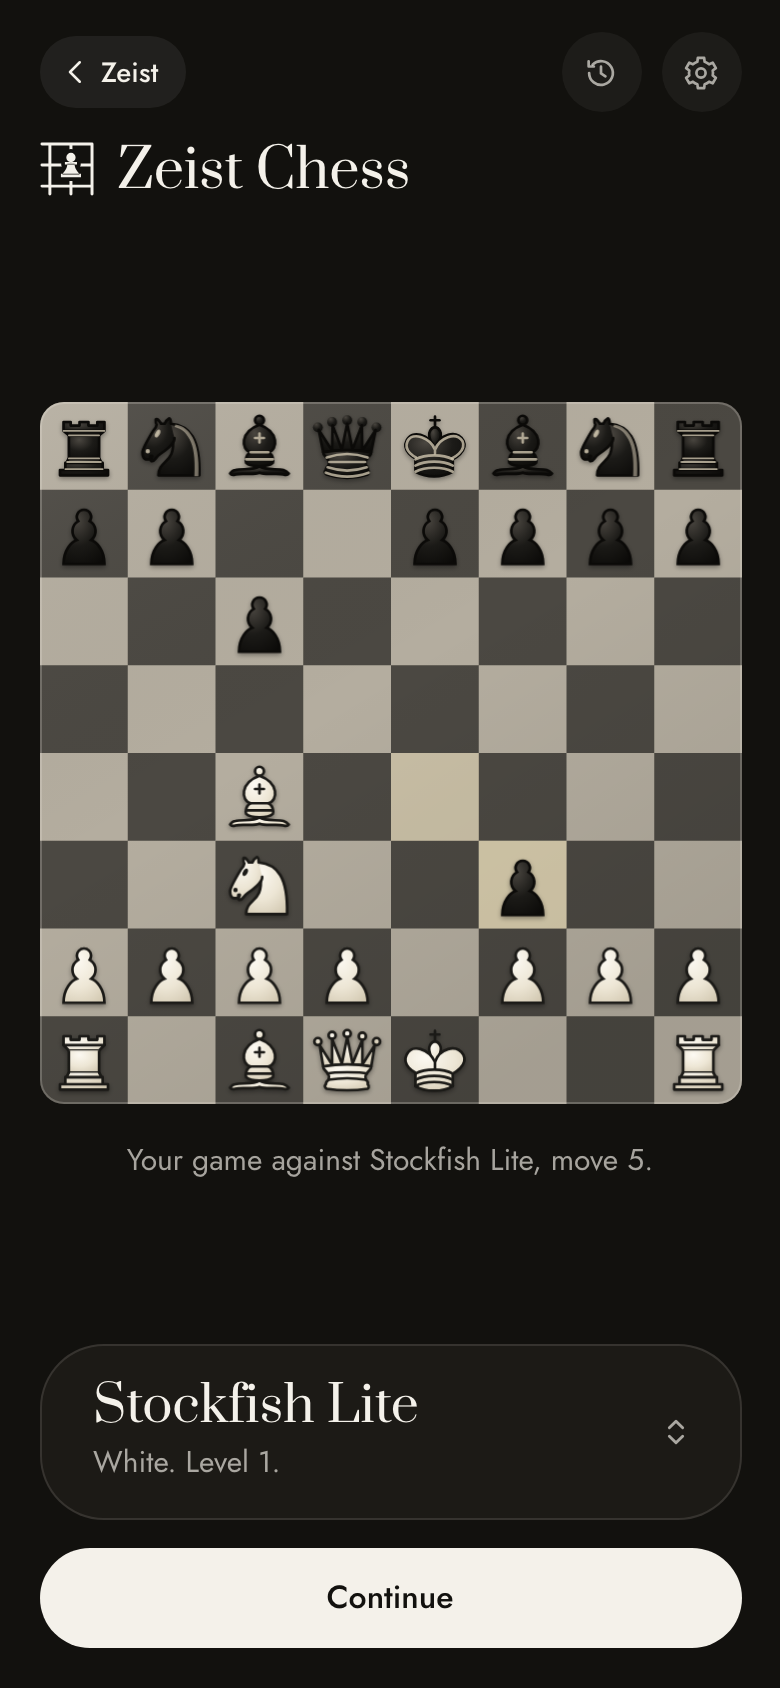 Zeist
Zeist Chess
Your game against Stockfish Lite, move 5.
Stockfish Lite
White. Level 1.
Continue